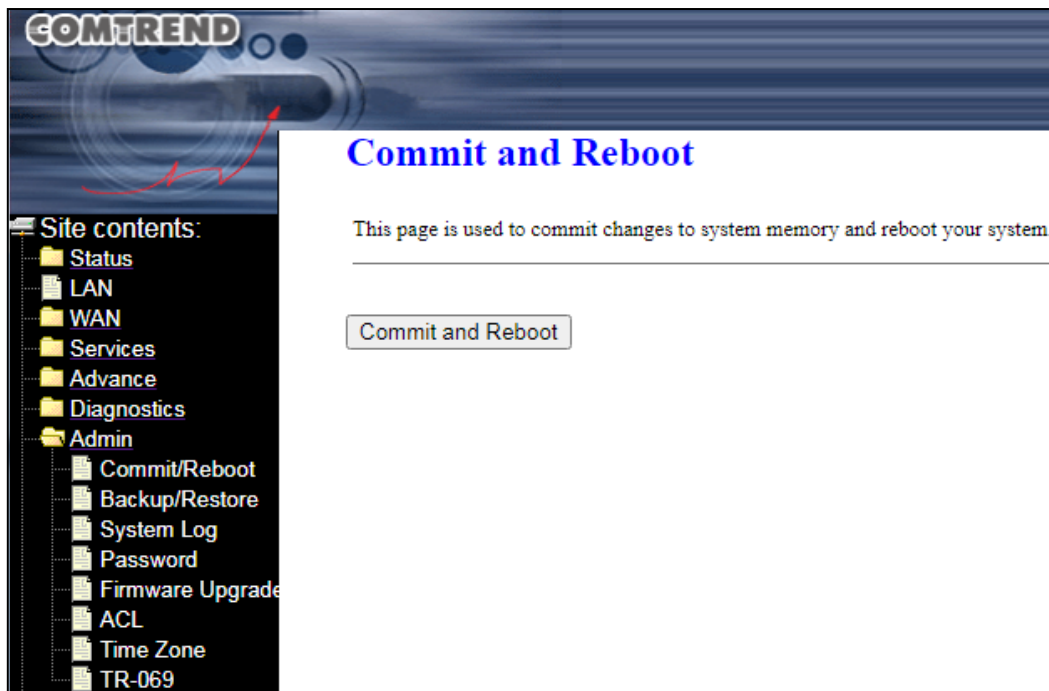 COMTREND
Commit and Reboot
This page is used to commit changes to system memory and reboot your system.
Commit and Reboot
Site contents:
Status
LAN
WAN
Services
Advance
Diagnostics
Admin
Commit/Reboot
Backup/Restore
System Log
Password
Firmware Upgrade
ACL
Time Zone
TR-069